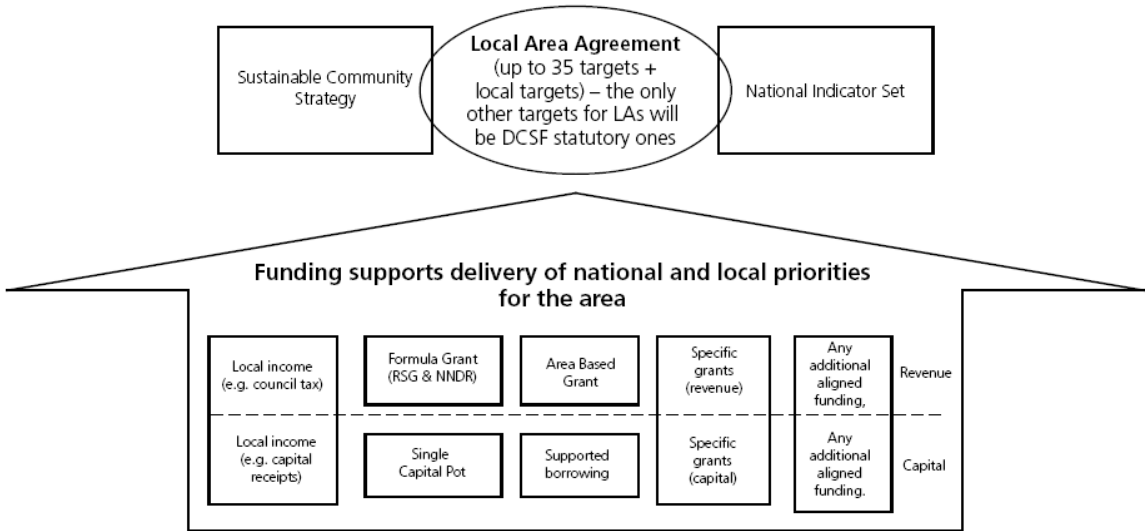 Sustainable Community
Strategy
Local Area Agreement
(up to 35 targets +
local targets) – the only
other targets for LAs will
be DCSF statutory ones
National Indicator Set
Funding supports delivery of national and local priorities
for the area
Local income
(e.g. council tax)
Formula Grant
(RSG & NNDR)
Area Based
Grant
Specific
grants
(revenue)
Any
additional
aligned
funding,
Revenue
Local income
(e.g. capital
receipts)
Single
Capital Pot
Supported
borrowing
Specific
grants
(capital)
Any
additional
aligned
funding.
Capital